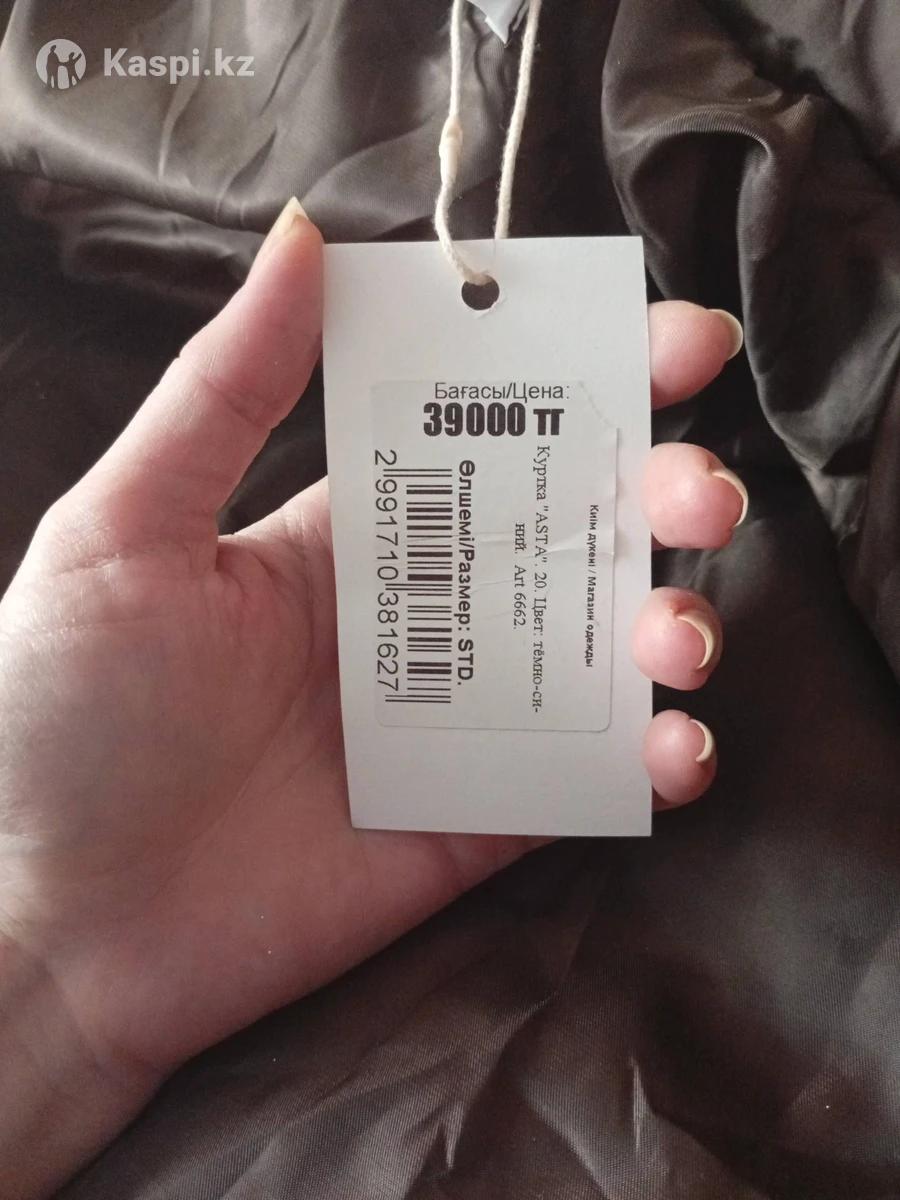 Kaspi.kz
Бағасы/Цена:
39000 тг
Киім дүкені / Магазин одежды
Куртка "ASTA". 20. Цвет: тёмно-си-
ний. Art 6662.
Өлшемі/Размер: STD.
2991710381627